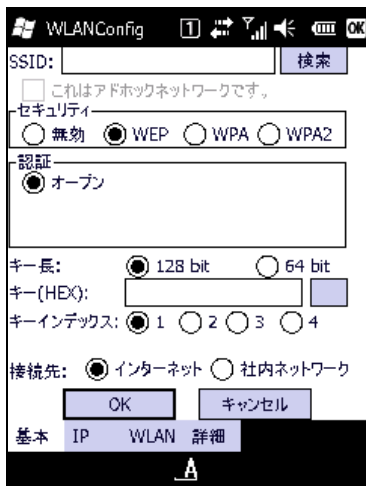 WLANConfig 1 OK
SSID: 検索
これはアドホックネットワークです。
セキュリティ
無効 WEP WPA WPA2
認証
オープン
キー長: 128 bit 64 bit
キー(HEX):
キーインデックス: 1 2 3 4
接続先: インターネット 社内ネットワーク
OK キャンセル
基本 IP WLAN 詳細
A